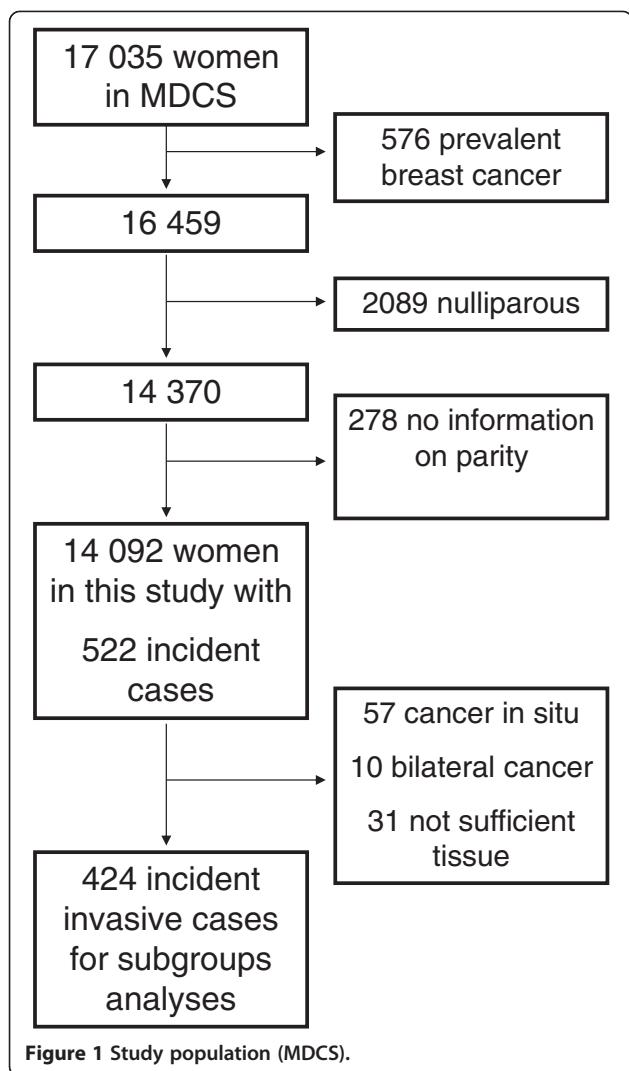 17 035 women
in MDCS
576 prevalent
breast cancer
16 459
2089 nulliparous
14 370
278 no information
on parity
14 092 women
in this study with
522 incident
cases
57 cancer in situ
10 bilateral cancer
31 not sufficient
tissue
424 incident
invasive cases
for subgroups
analyses
Figure 1 Study population (MDCS).